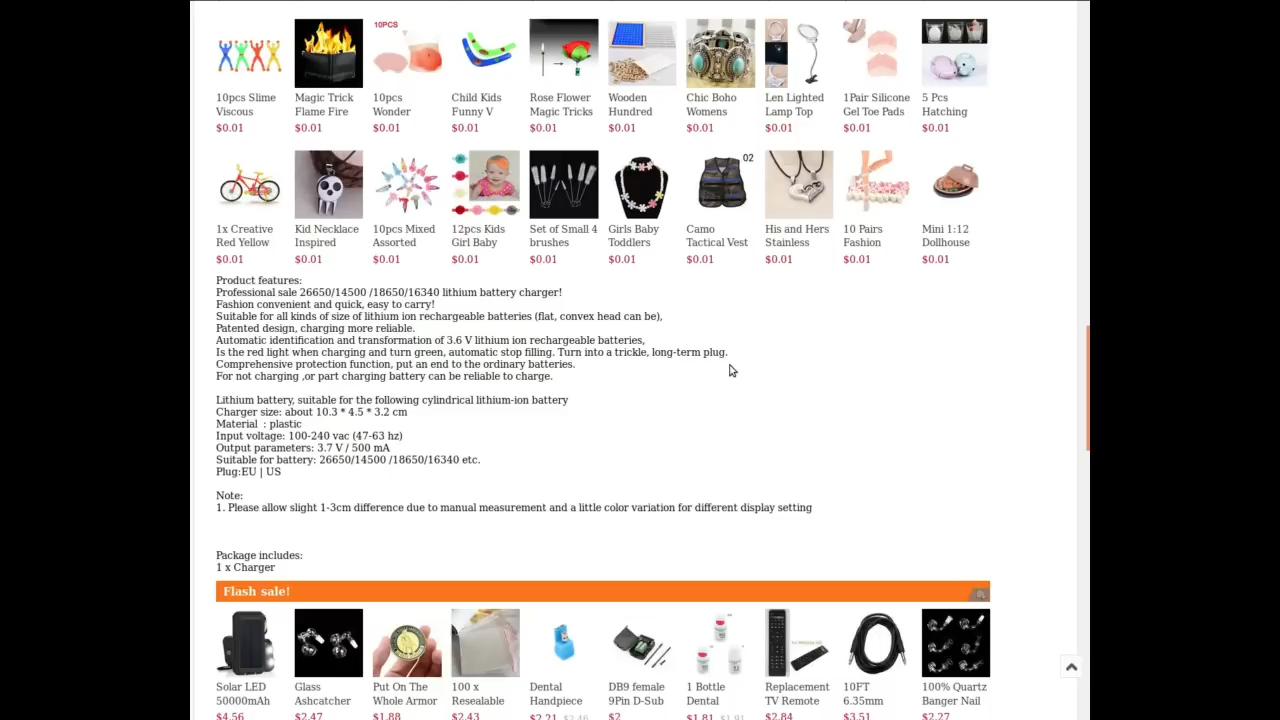 10PCS
10pcs Slime Viscous
$0.01
Magic Trick Flame Fire
$0.01
10pcs Wonder
$0.01
Child Kids Funny V
$0.01
Rose Flower Magic Tricks
$0.01
Wooden Hundred
$0.01
Chic Boho Womens
$0.01
Len Lighted Lamp Top
$0.01
1Pair Silicone Gel Toe Pads
$0.01
5 Pcs Hatching
$0.01
02
1x Creative Red Yellow
$0.01
Kid Necklace Inspired
$0.01
10pcs Mixed Assorted
$0.01
12pcs Kids Girl Baby
$0.01
Set of Small 4 brushes
$0.01
Girls Baby Toddlers
$0.01
Camo Tactical Vest
$0.01
His and Hers Stainless
$0.01
10 Pairs Fashion
$0.01
Mini 1:12 Dollhouse
$0.01
Product features:
Professional sale 26650/14500 /18650/16340 lithium battery charger!
Fashion convenient and quick, easy to carry!
Suitable for all kinds of size of lithium ion rechargeable batteries (flat, convex head can be),
Patented design, charging more reliable.
Automatic identification and transformation of 3.6 V lithium ion rechargeable batteries,
Is the red light when charging and turn green, automatic stop filling. Turn into a trickle, long-term plug.
Comprehensive protection function, put an end to the ordinary batteries.
For not charging ,or part charging battery can be reliable to charge.
Lithium battery, suitable for the following cylindrical lithium-ion battery
Charger size: about 10.3 * 4.5 * 3.2 cm
Material  : plastic
Input voltage: 100-240 vac (47-63 hz)
Output parameters: 3.7 V / 500 mA
Suitable for battery: 26650/14500 /18650/16340 etc.
Plug:EU | US
Note:
1. Please allow slight 1-3cm difference due to manual measurement and a little color variation for different display setting
Package includes:
1 x Charger
Flash sale!
Solar LED 50000mAh
$4.56
Glass Ashcatcher
$2.47
Put On The Whole Armor
$1.88
100 x Resealable
$2.43
Dental Handpiece
$2.21 $2.46
DB9 female 9Pin D-Sub
$2
1 Bottle Dental
$1.81 $1.91
Replacement TV Remote
$2.84
10FT 6.35mm
$3.51
100% Quartz Banger Nail
$2.27